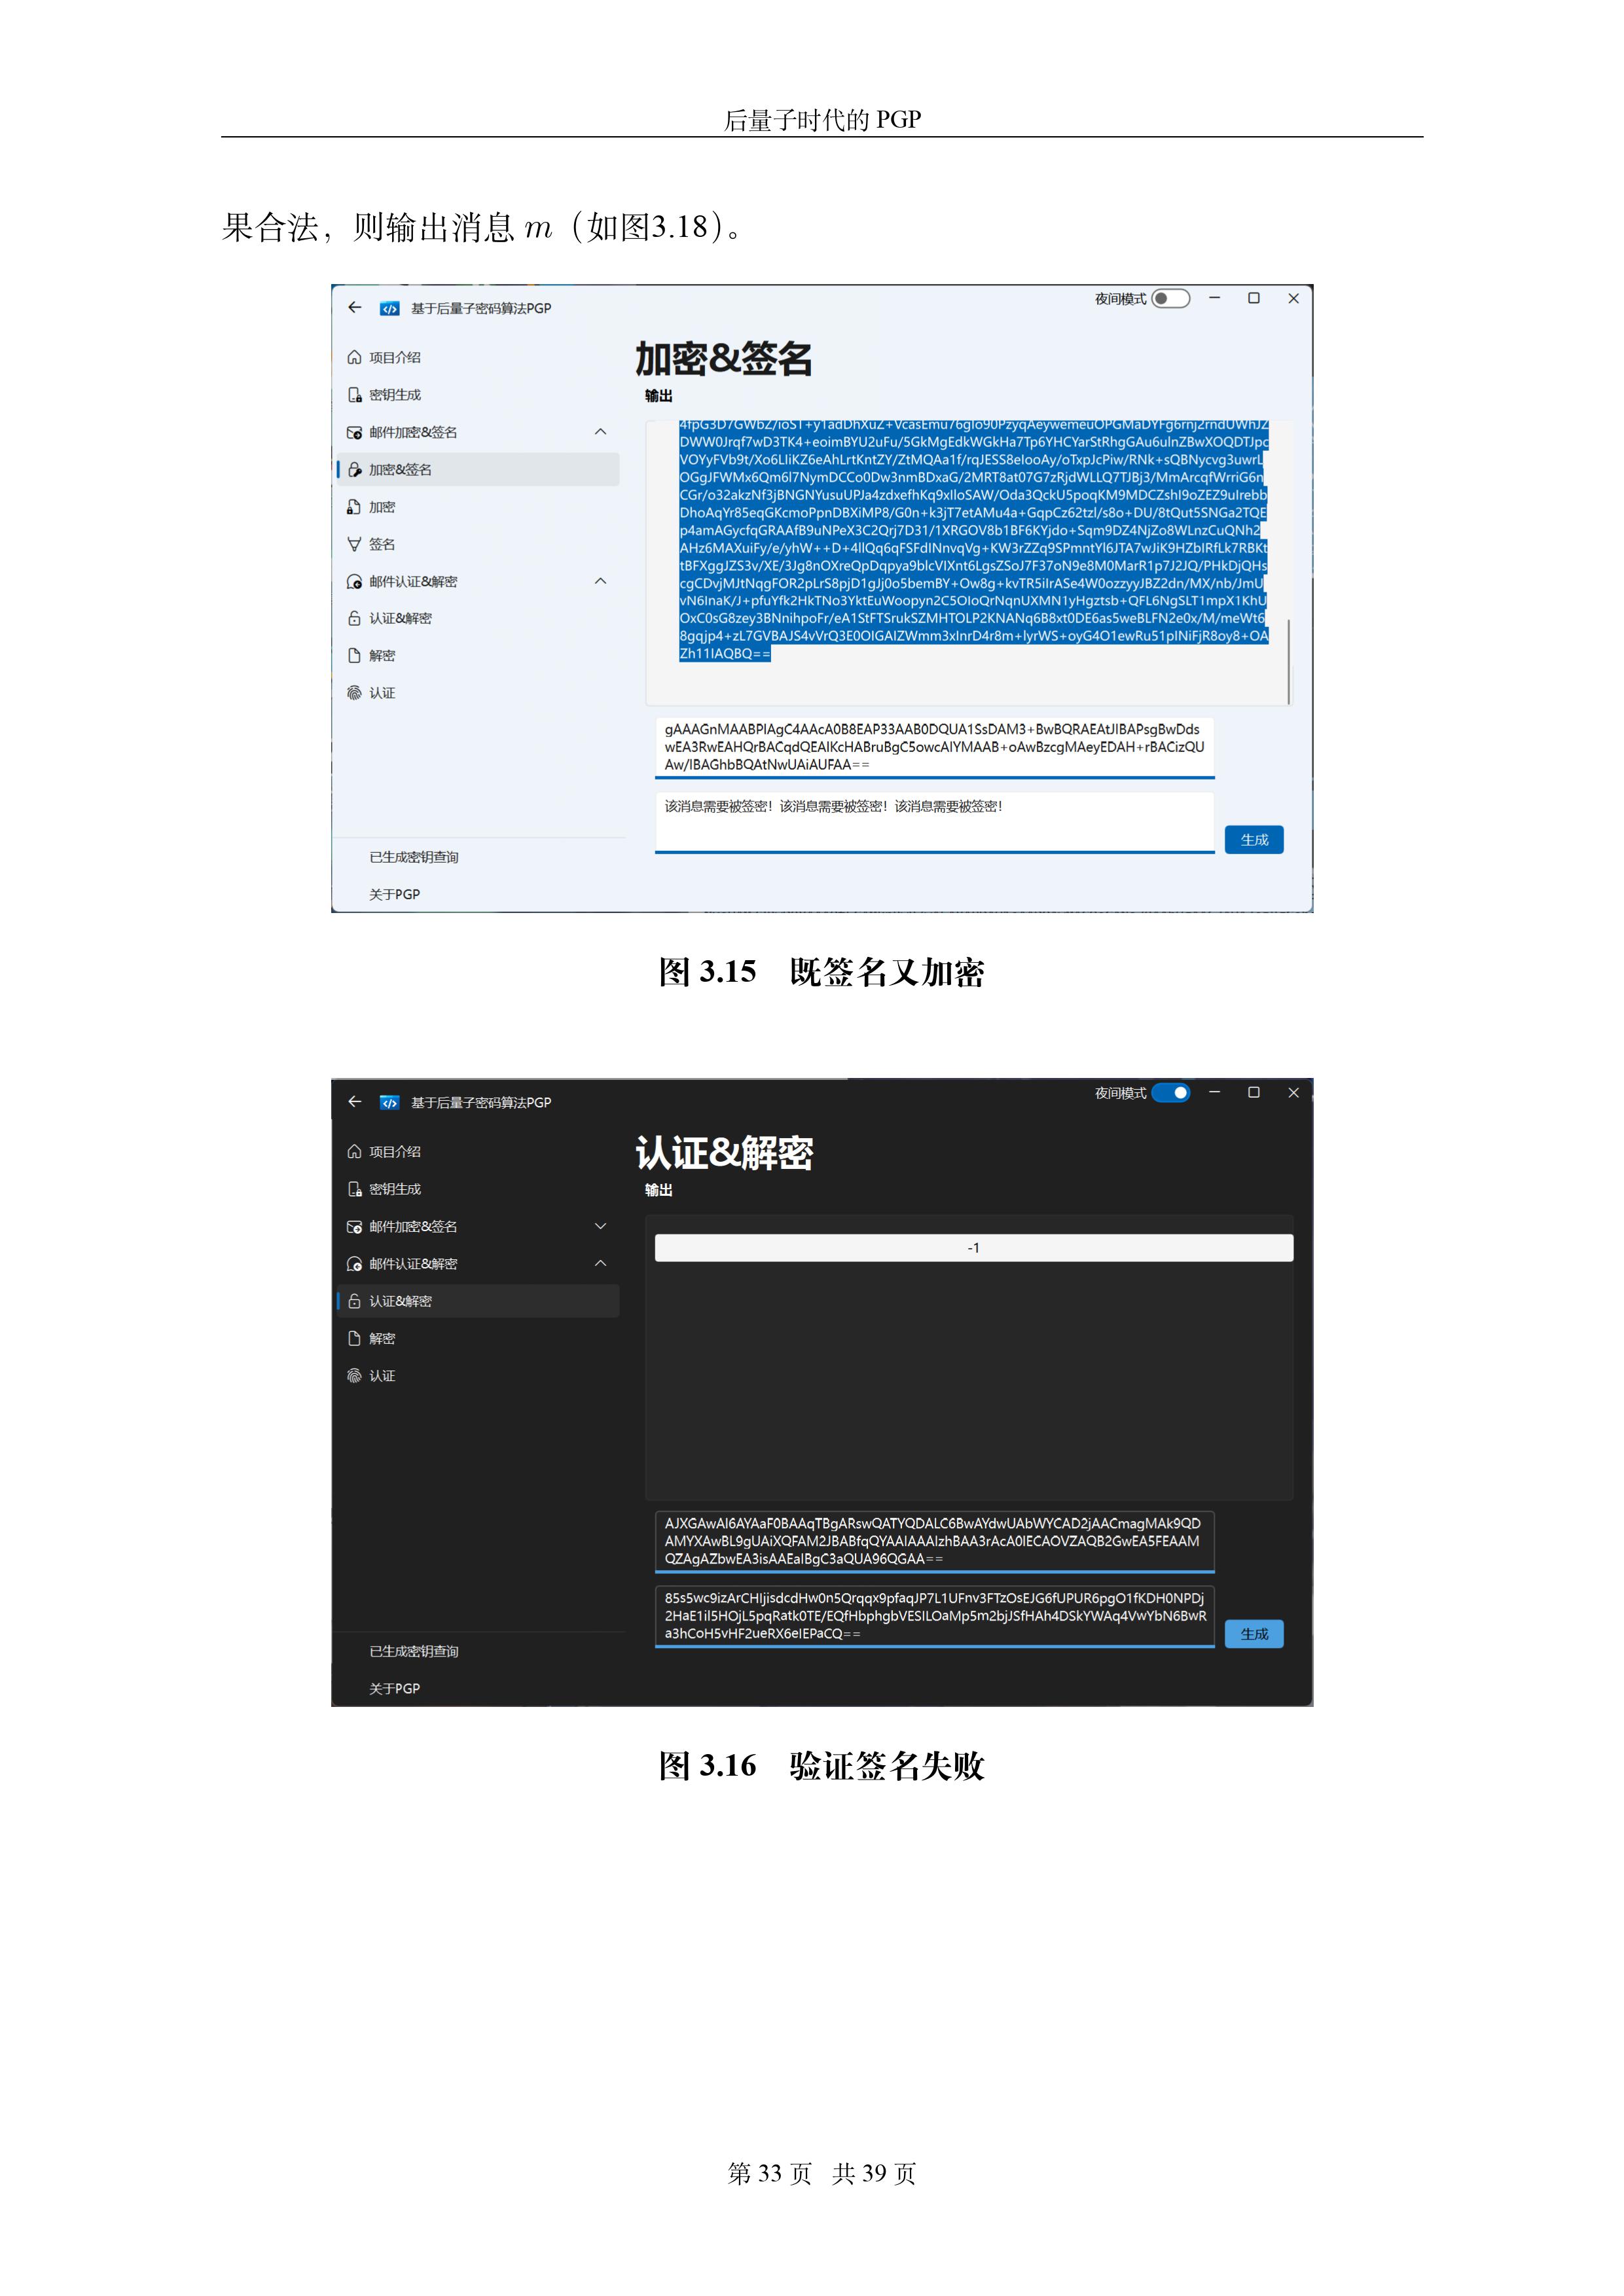 后量子时代的 PGP
果合法，则输出消息 m（如图3.18）。
基于后量子密码算法PGP
夜间模式
项目介绍
密钥生成
邮件加密&签名
加密&签名
加密
签名
邮件认证&解密
认证&解密
解密
认证
已生成密钥查询
关于PGP
加密&签名
输出
DWW0Jrqf7wD3TK4+eoimBYU2uFu/5GkMgEdkWGkHa7Tp6YHCYarStRhgGAu6ulnZBwXOQDTJpc
VOYyFVb9t/Xo6LIiKZ6eAhLrtKntZY/ZtMQAa1f/rqJESS8eIooAy/oTxpJcPiw/RNk+sQBNycvg3uwrL
OGgJFWMx6Qm6l7NymDCCo0Dw3nmBDxaG/2MRT8at07G7zRjdWLLQ7TJBj3/MmArcqfWrriG6n
CGr/o32akzNf3jBNGNYusuUPJa4zdxefhKq9xIloSAW/Oda3QckU5poqKM9MDCZshI9oZEZ9uIrebb
DhoAqYr85eqGKcmoPpnDBXiMP8/G0n+k3jT7etAMu4a+GqpCz62tzl/s8o+DU/8tQut5SNGa2TQE
p4amAGycfqGRAAfB9uNPeX3C2Qrj7D31/1XRGOV8b1BF6KYjdo+Sqm9DZ4NjZo8WLnzCuQNh2
AHz6MAXuiFy/e/yhW++D+4llQq6qFSFdINnvqVg+KW3rZZq9SPmntYl6JTA7wJiK9HZbIRfLk7RBKt
tBFXggJZS3v/XE/3Jg8nOXreQpDqpya9blcVIXnt6LgsZSoJ7F37oN9e8M0MarR1p7J2JQ/PHkDjQHs
cgCDvjMJtNqgFOR2pLrS8pjD1gJj0o5bemBY+Ow8g+kvTR5iIrASe4W0ozzyyJBZ2dn/MX/nb/JmU
vN6InaK/J+pfuYfk2HkTNo3YktEuWoopyn2C5OIoQrNqnUXMN1yHgztsb+QFL6NgSLT1mpX1KhU
OxC0sG8zey3BNnihpoFr/eA1StFTSrukSZMHTOLP2KNANq6B8xt0DE6as5weBLFN2e0x/M/meWt6
8gqjp4+zL7GVBAJS4vVrQ3E0OIGAIZWmm3xInrD4r8m+lyrWS+oyG4O1ewRu51pINiFjR8oy8+OA
Zh11IAQBQ==
gAAAGnMAABPIAgC4AAcA0B8EAP33AAB0DQUA1SsDAM3+BwBQRAEAtJIBAPsgBwDds
wEA3RwEAHQrBACqdQEAIKcHABruBgC5owcAIYMAAB+oAwBzcgMAeyEDAH+rBACizQU
Aw/IBAGhbBQAtNwUAiAUFAA==
该消息需要被签密！该消息需要被签密！该消息需要被签密！
生成
图 3.15 既签名又加密
基于后量子密码算法PGP
夜间模式
项目介绍
密钥生成
邮件加密&签名
邮件认证&解密
认证&解密
解密
认证
已生成密钥查询
关于PGP
认证&解密
输出
-1
AJXGAwAI6AYAaF0BAAqTBgARswQATYQDALC6BwAYdwUAbWYCAD2jAACmagMAk9QD
AMYXAwBL9gUAiXQFAM2JBABfqQYAAIAAAIzhBAA3rAcA0IECAOVZAQB2GwEA5FEAAM
QZAgAZbwEA3isAAEaIBgC3aQUA96QGAA==
85s5wc9izArCHIjisdcdHw0n5Qrqqx9pfaqJP7L1UFnv3FTzOsEJG6fUPUR6pgO1fKDH0NPDj
2HaE1iI5HOjL5pqRatk0TE/EQfHbphgbVESILOaMp5m2bjJSfHAh4DSkYWAq4VwYbN6BwR
a3hCoH5vHF2ueRX6eIEPaCQ==
生成
图 3.16 验证签名失败
第 33 页 共 39 页